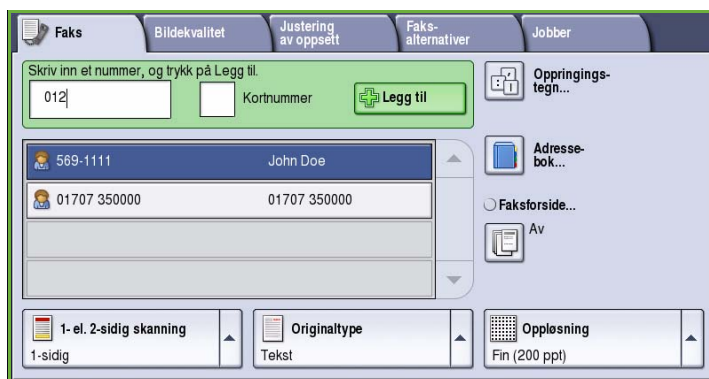 Faks
Bildekvalitet
Justering
av oppsett
Faks-
alternativer
Jobber
Skriv inn et nummer, og trykk på Legg til.
012
Kortnummer
Legg til
Oppringings-
tegn...
569-1111 John Doe
01707 350000 01707 350000
Adresse-
bok...
Faksforside...
Av
1- el. 2-sidig skanning
1-sidig
Originaltype
Tekst
Oppløsning
Fin (200 ppt)